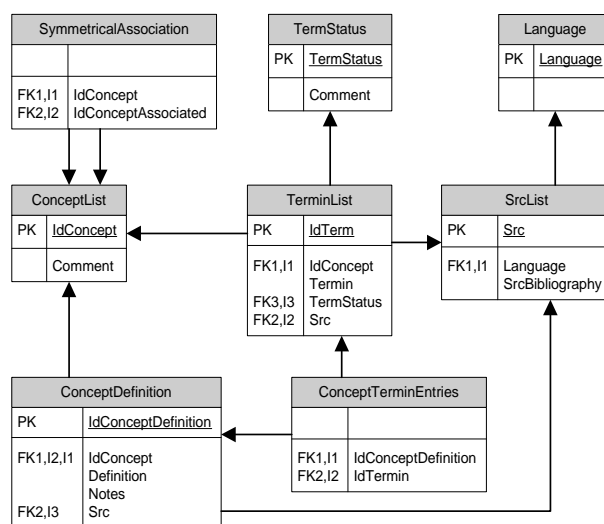 SymmetricalAssociation
FK1,I1 IdConcept
FK2,I2 IdConceptAssociated
TermStatus
PK TermStatus
Comment
Language
PK Language
ConceptList
PK IdConcept
Comment
TerminList
PK IdTerm
FK1,I1 IdConcept
Termin
FK3,I3 TermStatus
FK2,I2 Src
SrcList
PK Src
FK1,I1 Language
SrcBibliography
ConceptDefinition
PK IdConceptDefinition
FK1,I2,I1 IdConcept
Definition
Notes
FK2,I3 Src
ConceptTerminEntries
FK1,I1 IdConceptDefinition
FK2,I2 IdTermin